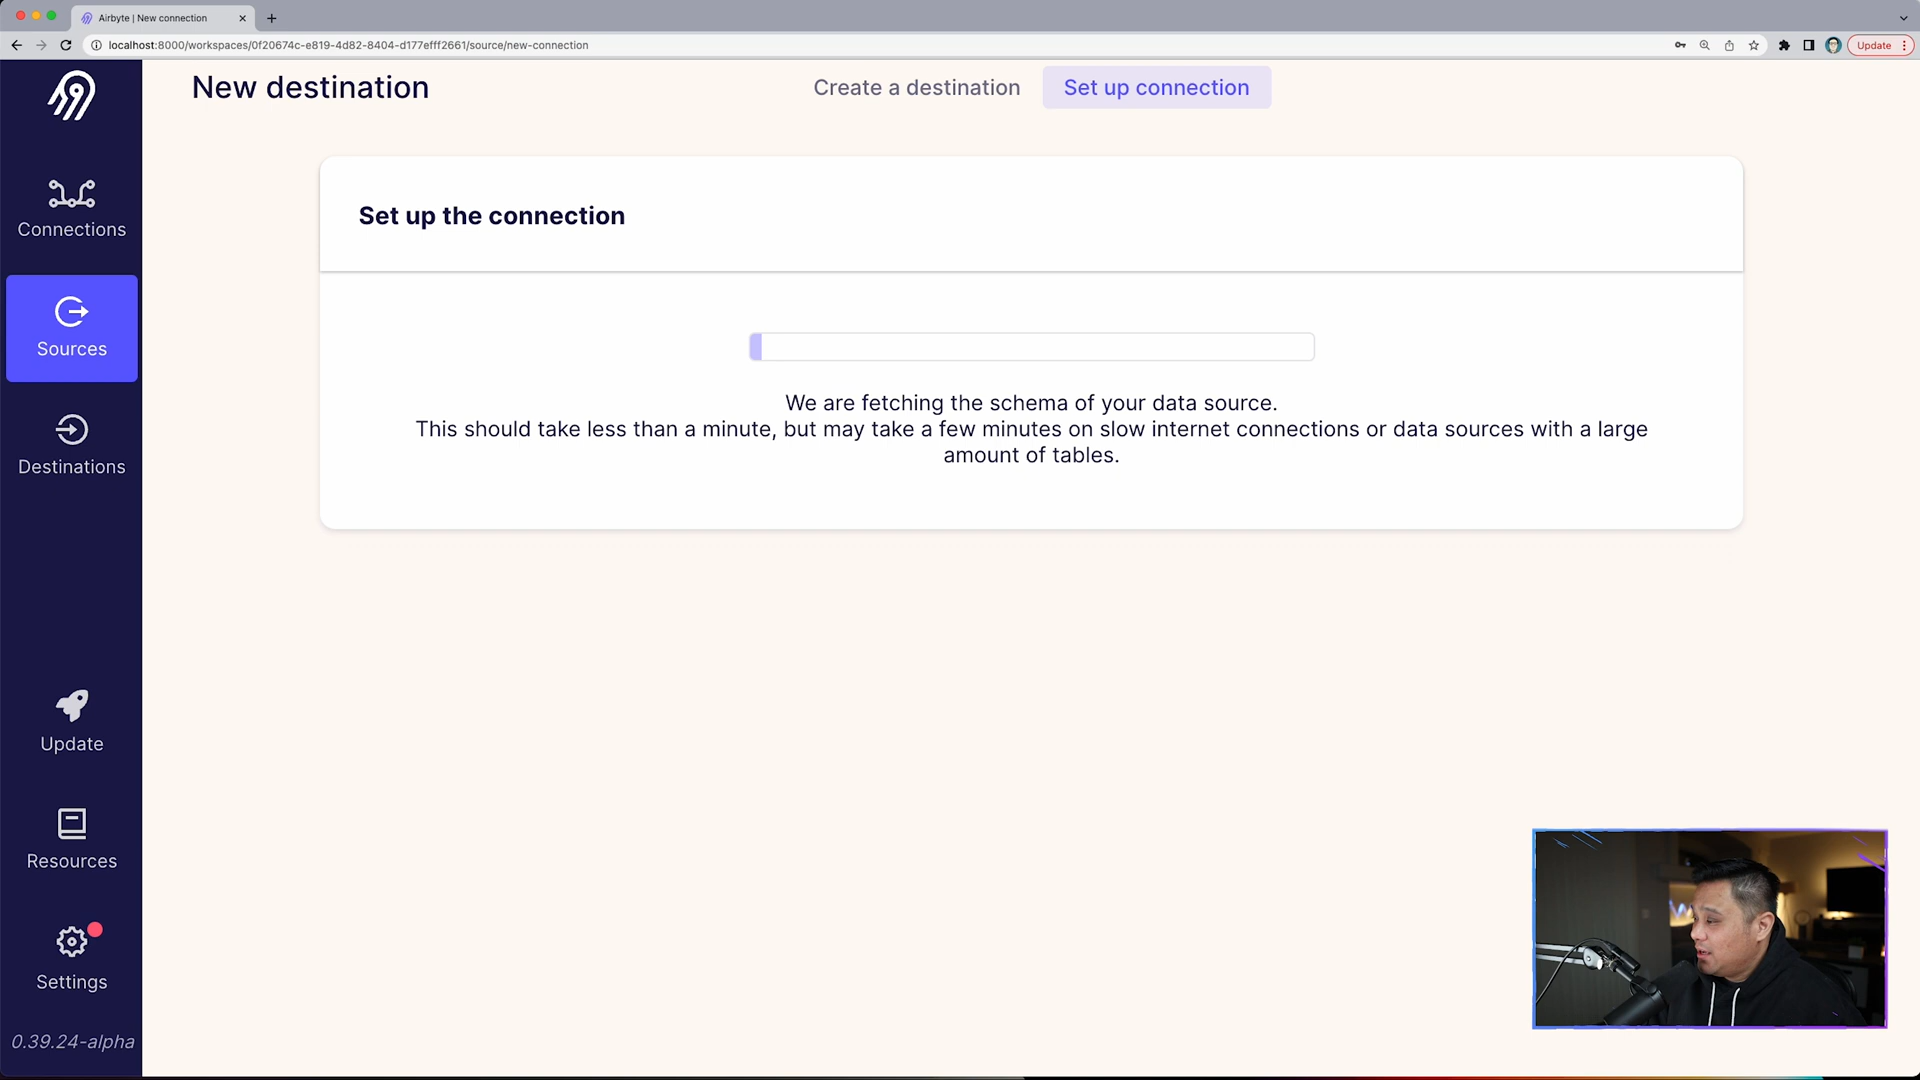 Airbyte | New connection
localhost:8000/workspaces/0f20674c-e819-4d82-8404-d177efff2661/source/new-connection
Update
New destination
Create a destination
Set up connection
Connections
Sources
Destinations
Update
Resources
Settings
0.39.24-alpha
Set up the connection
We are fetching the schema of your data source.
This should take less than a minute, but may take a few minutes on slow internet connections or data sources with a large
amount of tables.